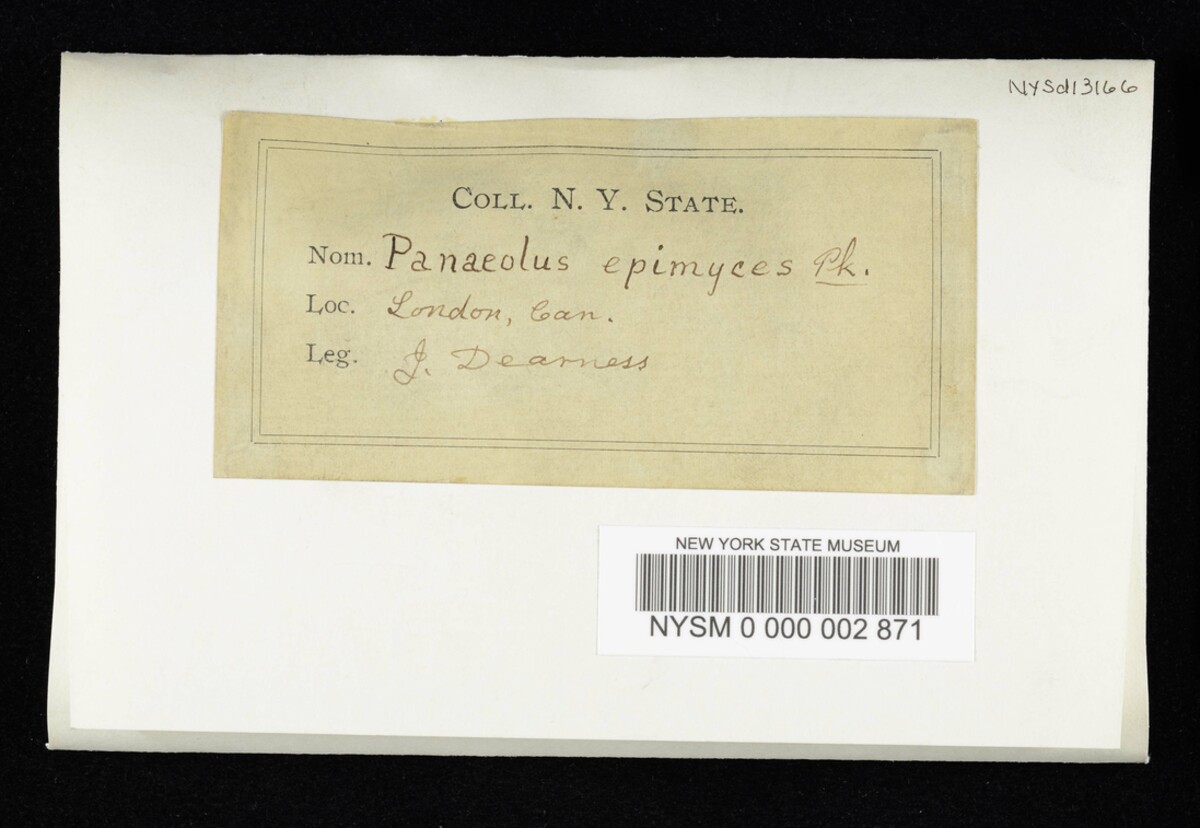 NYSd13166
COLL. N. Y. STATE.
Nom. Panaeolus epimyces Pk.
Loc. London, Can.
Leg. J. Dearness
NEW YORK STATE MUSEUM
NYSM 0 000 002 871